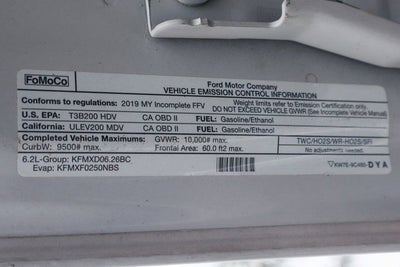 FoMoCo
Ford Motor Company
VEHICLE EMISSION CONTROL INFORMATION
Conforms to regulations: 2019 MY Incomplete FFV
Weight limits refer to Emission Certification only.
DO NOT EXCEED VEHICLE GVWR (See Incomplete Vehicle Manual)
U.S. EPA: T3B200 HDV CA OBD II FUEL: Gasoline/Ethanol
California: ULEV200 MDV CA OBD II FUEL: Gasoline/Ethanol
Completed Vehicle Maximums: GVWR: 10,000# max.
CurbW: 9500# max. Frontal Area: 60.0 ft2 max.
TWC/HO2S/WR-HO2S/SFI
No adjustments needed.
6.2L-Group: KFMXD06.26BC
Evap: KFMXF0250NBS
KW7E-9C485-DYA